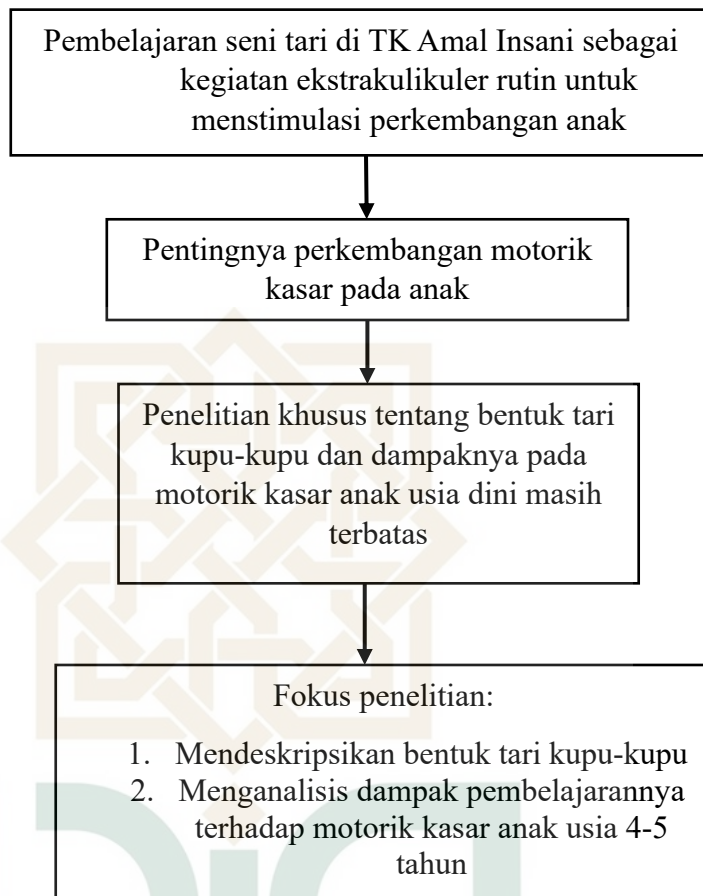 Pembelajaran seni tari di TK Amal Insani sebagai
kegiatan ekstrakulikuler rutin untuk
menstimulasi perkembangan anak
Pentingnya perkembangan motorik
kasar pada anak
Penelitian khusus tentang bentuk tari
kupu-kupu dan dampaknya pada
motorik kasar anak usia dini masih
terbatas
Fokus penelitian:
1. Mendeskripsikan bentuk tari kupu-kupu
2. Menganalisis dampak pembelajarannya
terhadap motorik kasar anak usia 4-5
tahun